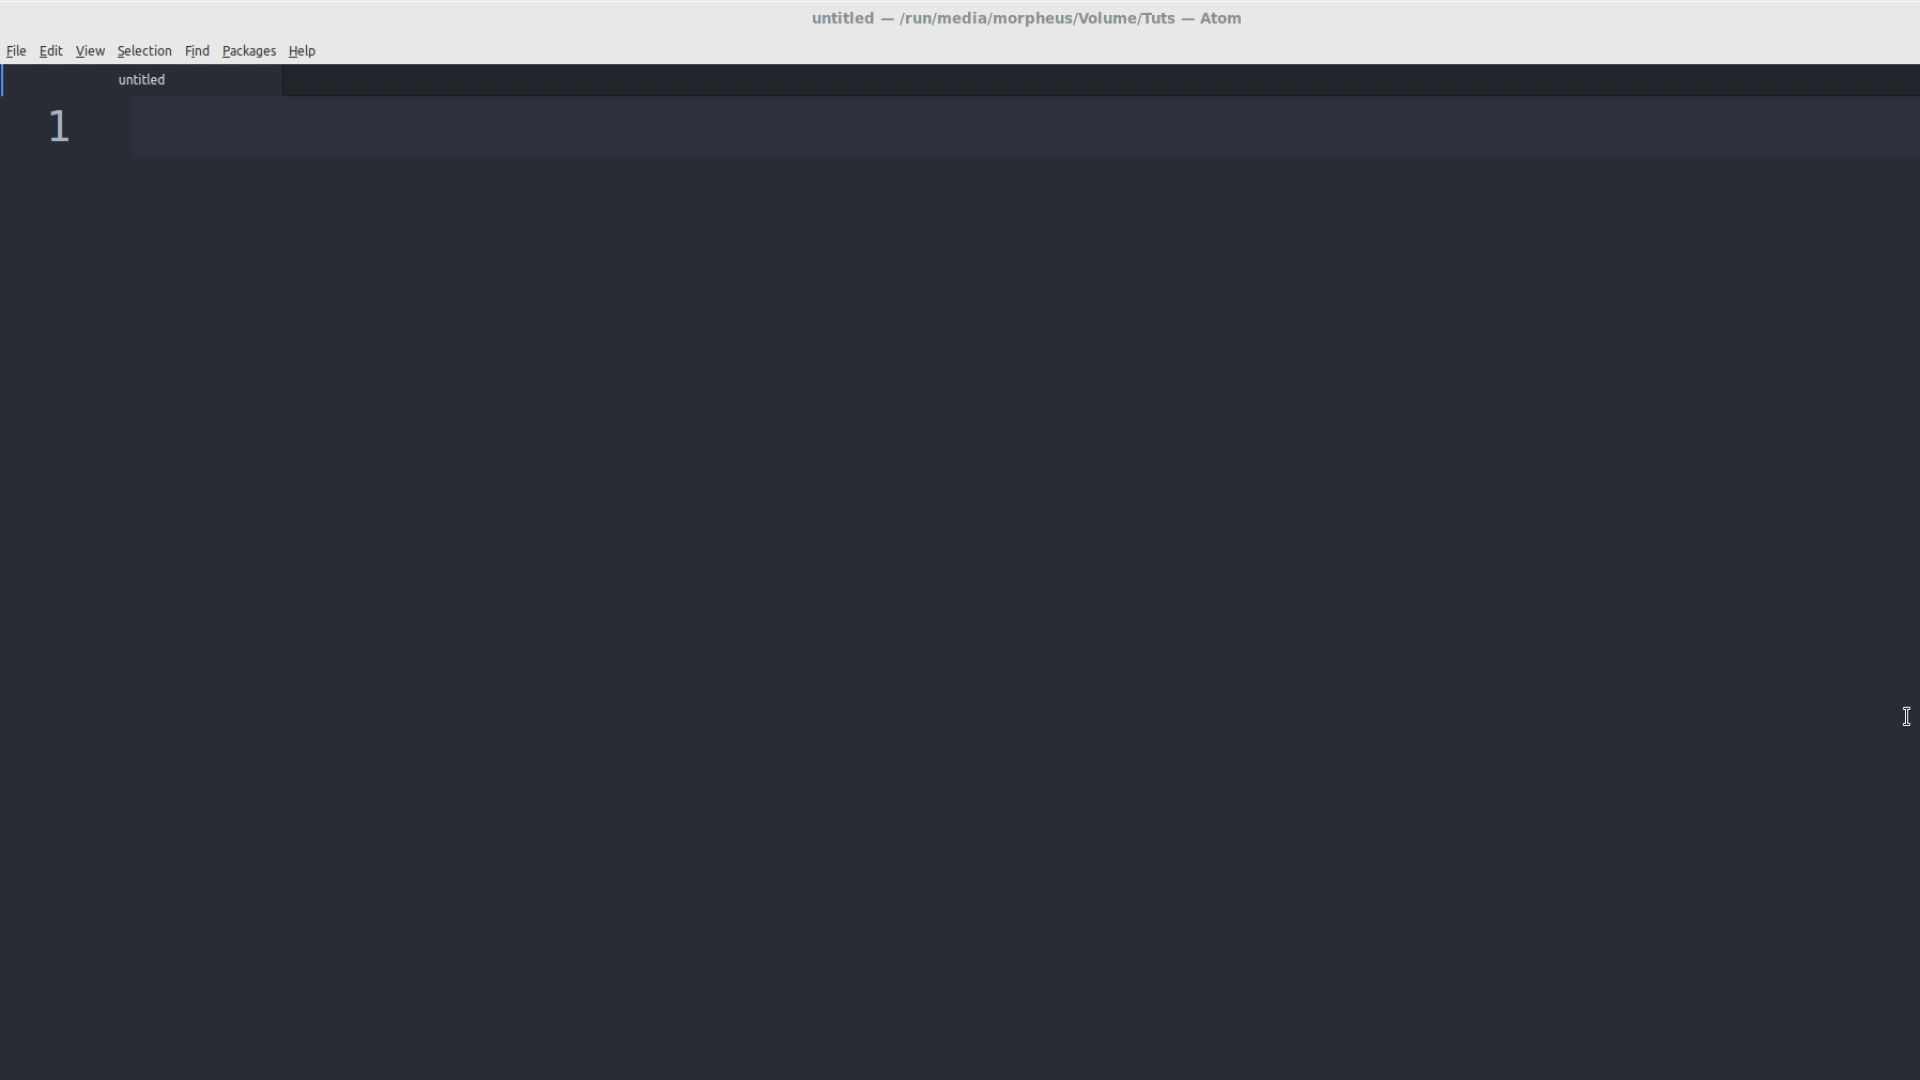 untitled — /run/media/morpheus/Volume/Tuts — Atom
File Edit View Selection Find Packages Help
untitled
1